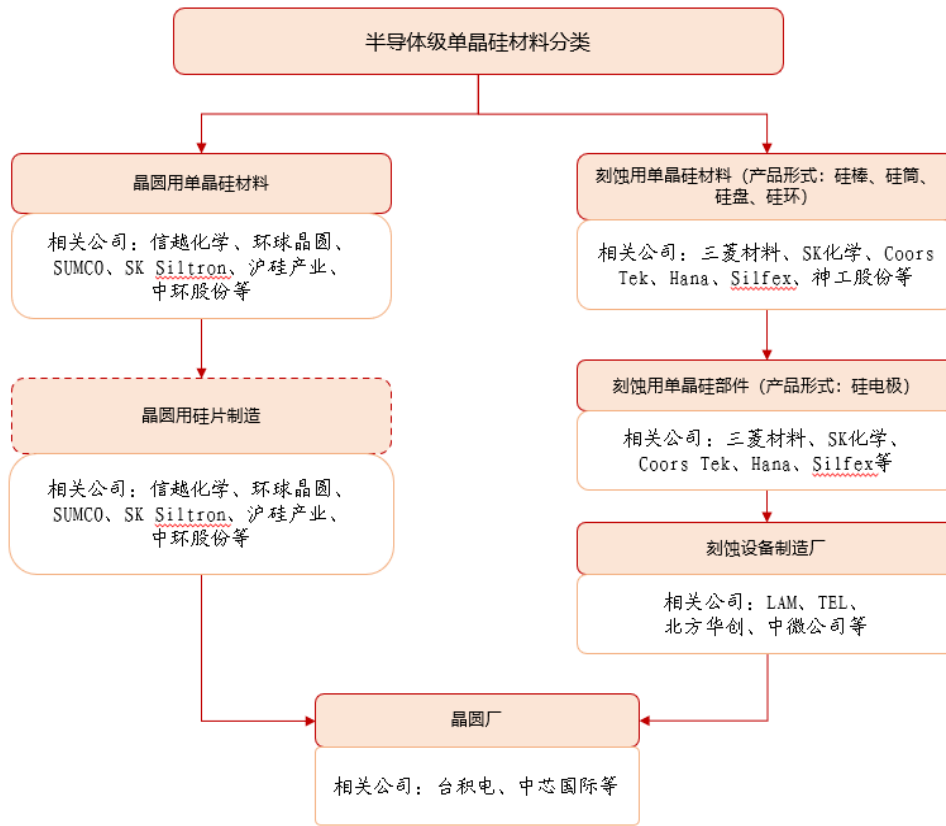 半导体级单晶硅材料分类
晶圆用单晶硅材料
相关公司：信越化学、环球晶圆、
SUMCO、SK Siltron、沪硅产业、
中环股份等
晶圆用硅片制造
相关公司：信越化学、环球晶圆、
SUMCO、SK Siltron、沪硅产业、
中环股份等
刻蚀用单晶硅材料（产品形式：硅棒、硅筒、
硅盘、硅环）
相关公司：三菱材料、SK化学、Coors
Tek、Hana、Silfex、神工股份等
刻蚀用单晶硅部件（产品形式：硅电极）
相关公司：三菱材料、SK化学、
Coors Tek、Hana、Silfex等
刻蚀设备制造厂
相关公司：LAM、TEL、
北方华创、中微公司等
晶圆厂
相关公司：台积电、中芯国际等